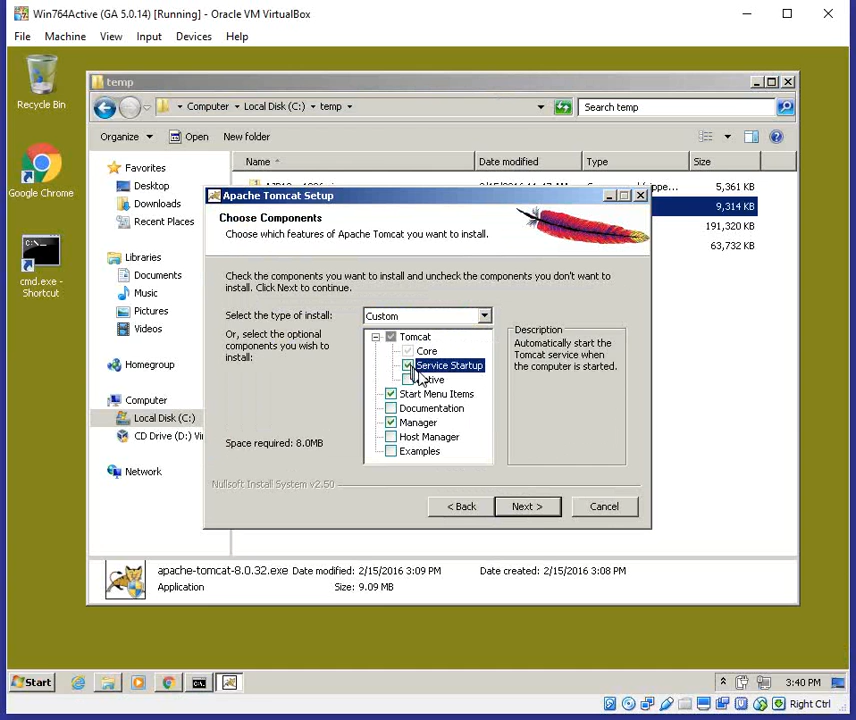 Win764Active (GA 5.0.14) [Running] - Oracle VM VirtualBox
File Machine View Input Devices Help
Recycle Bin
Google Chrome
cmd.exe -
Shortcut
temp
Computer Local Disk (C:) temp
Search temp
Organize Open New folder
Favorites
Desktop
Downloads
Recent Places
Libraries
Documents
Music
Pictures
Videos
Homegroup
Computer
Local Disk (C:)
CD Drive (D:) Vi
Network
Name Date modified Type Size
5,361 KB
9,314 KB
191,320 KB
63,732 KB
Apache Tomcat Setup
Choose Components
Choose which features of Apache Tomcat you want to install.
Check the components you want to install and uncheck the components you don't want to
install. Click Next to continue.
Select the type of install:
Custom
Or, select the optional
components you wish to
install:
Tomcat
Core
Service Startup
Start Menu Items
Documentation
Manager
Host Manager
Examples
Description
Automatically start the
Tomcat service when
the computer is started.
Space required: 8.0MB
Nullsoft Install System v2.50
< Back Next > Cancel
apache-tomcat-8.0.32.exe Date modified: 2/15/2016 3:09 PM Date created: 2/15/2016 3:08 PM
Application Size: 9.09 MB
Start
3:40 PM
Right Ctrl